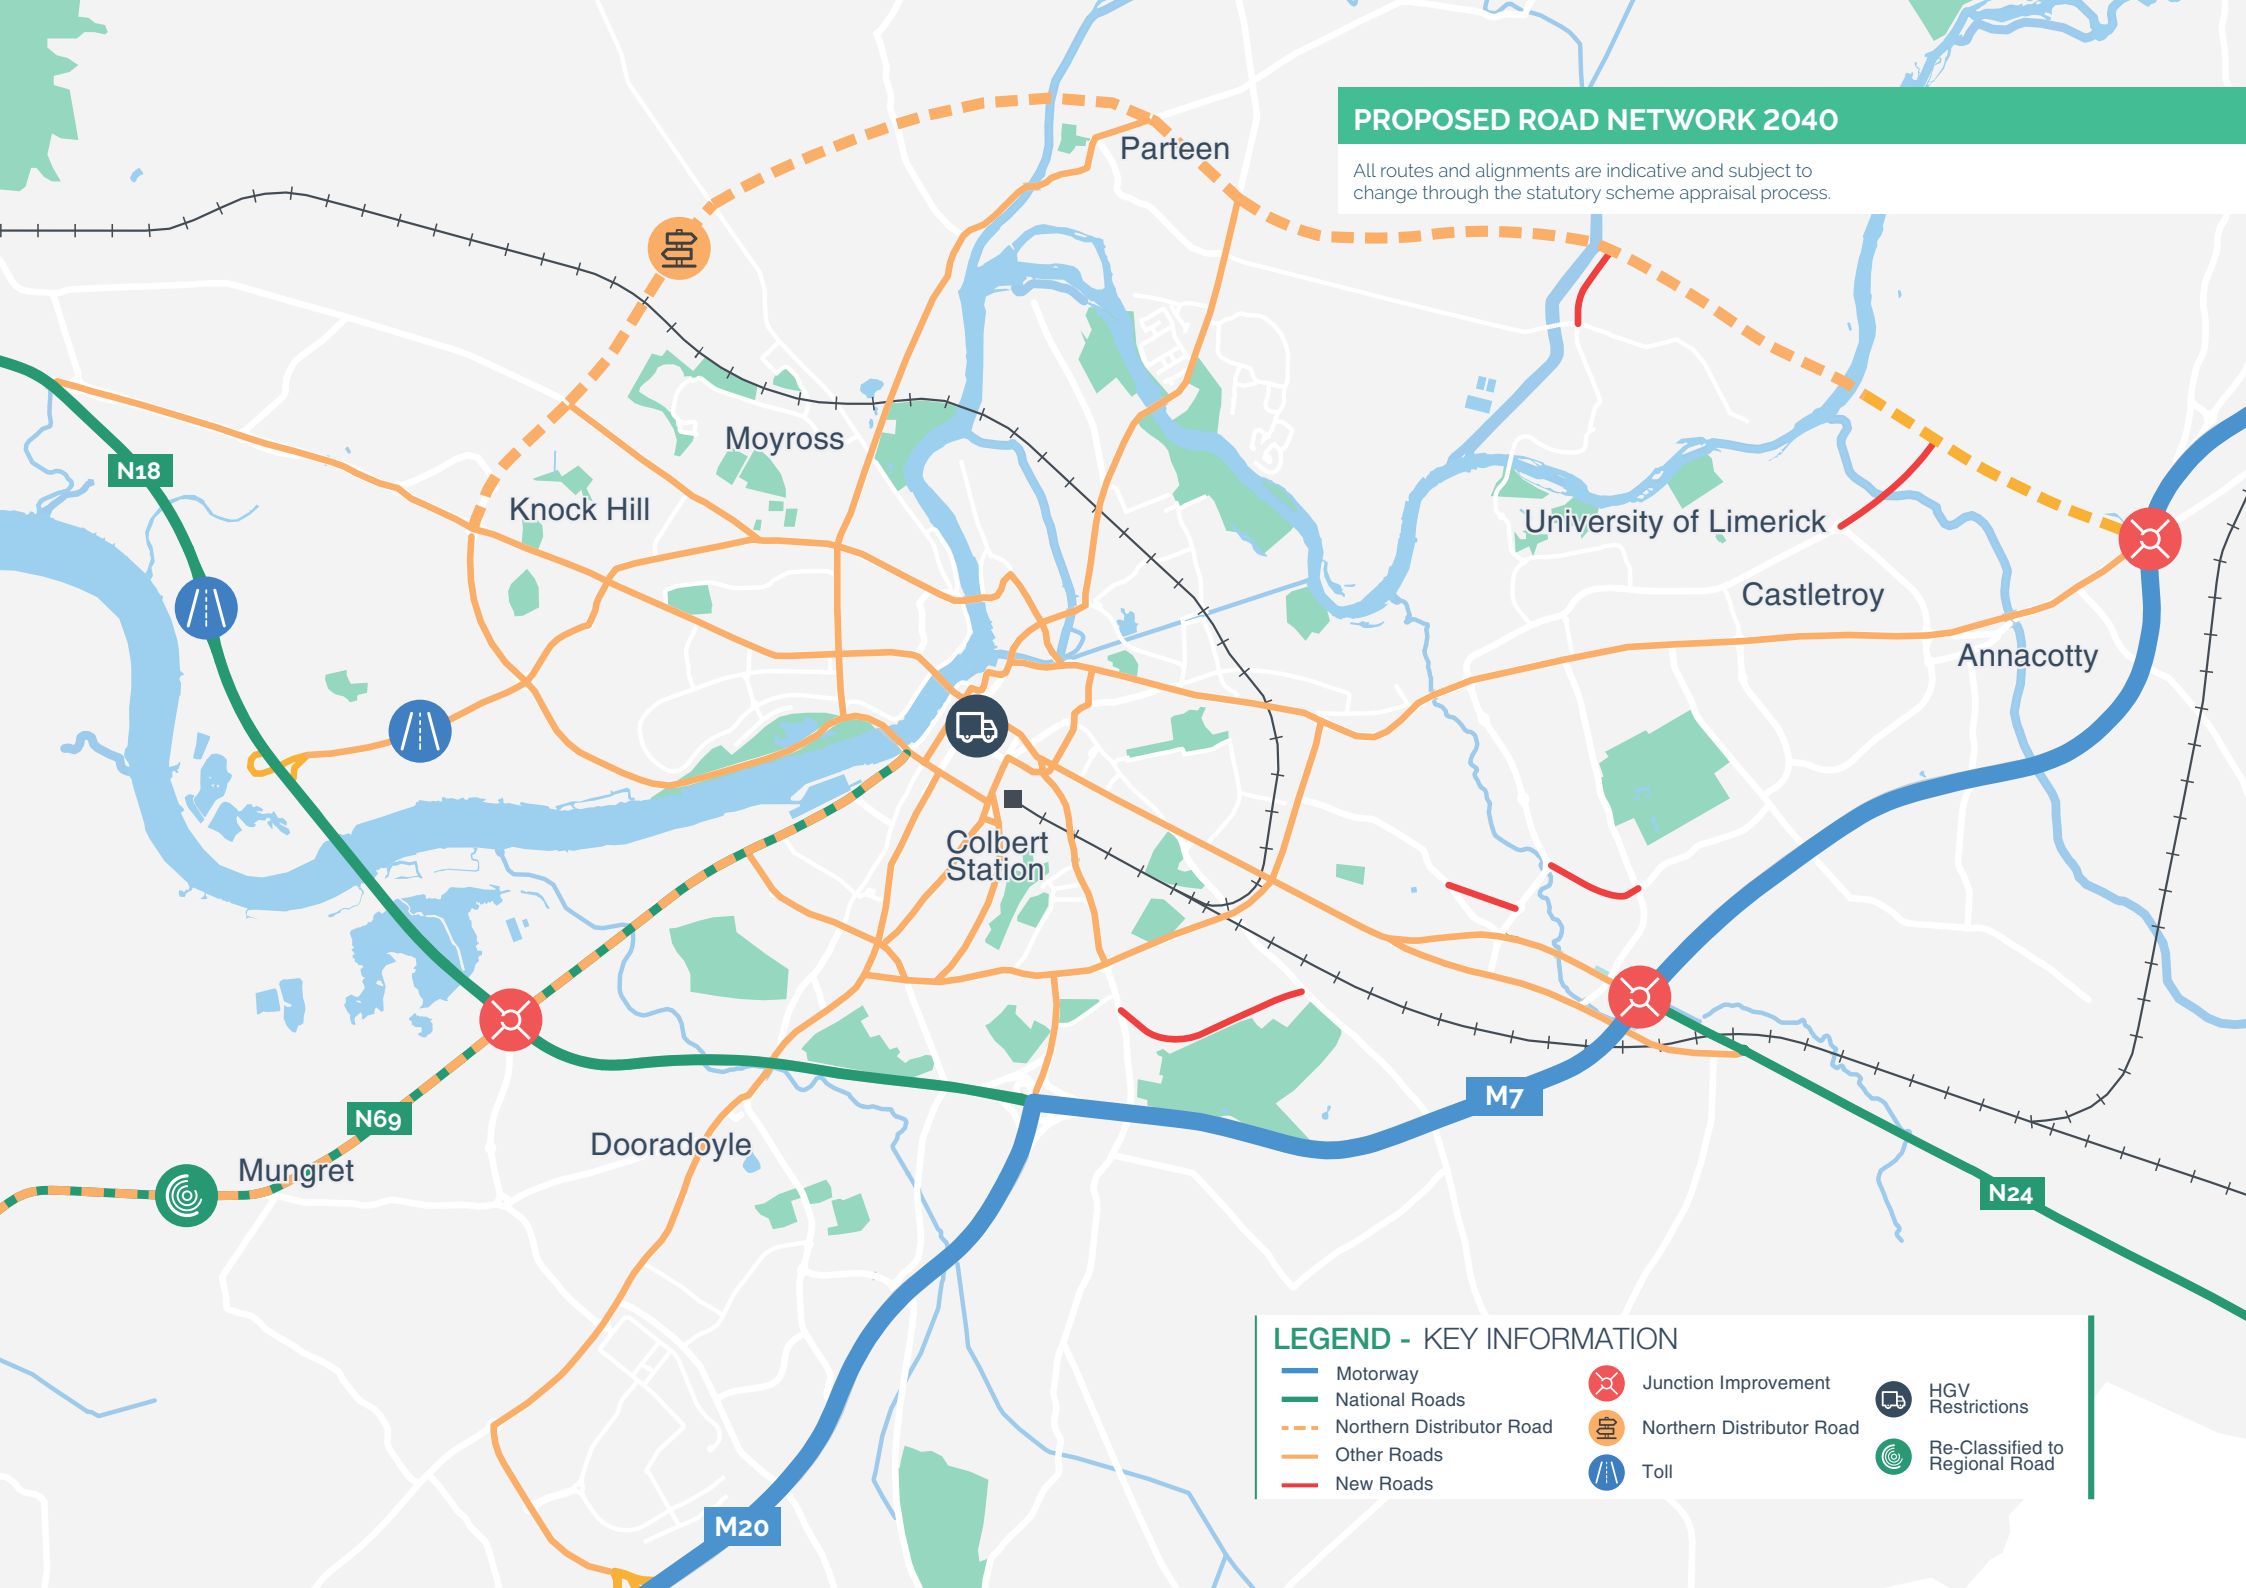 PROPOSED ROAD NETWORK 2040
All routes and alignments are indicative and subject to
change through the statutory scheme appraisal process.
Parteen
Moyross
N18
Knock Hill
University of Limerick
Castletroy
Annacotty
Colbert
Station
M7
N69
Dooradoyle
Mungret
N24
M20
LEGEND - KEY INFORMATION
Motorway
National Roads
Northern Distributor Road
Other Roads
New Roads
Junction Improvement
Northern Distributor Road
Toll
HGV
Restrictions
Re-Classified to
Regional Road